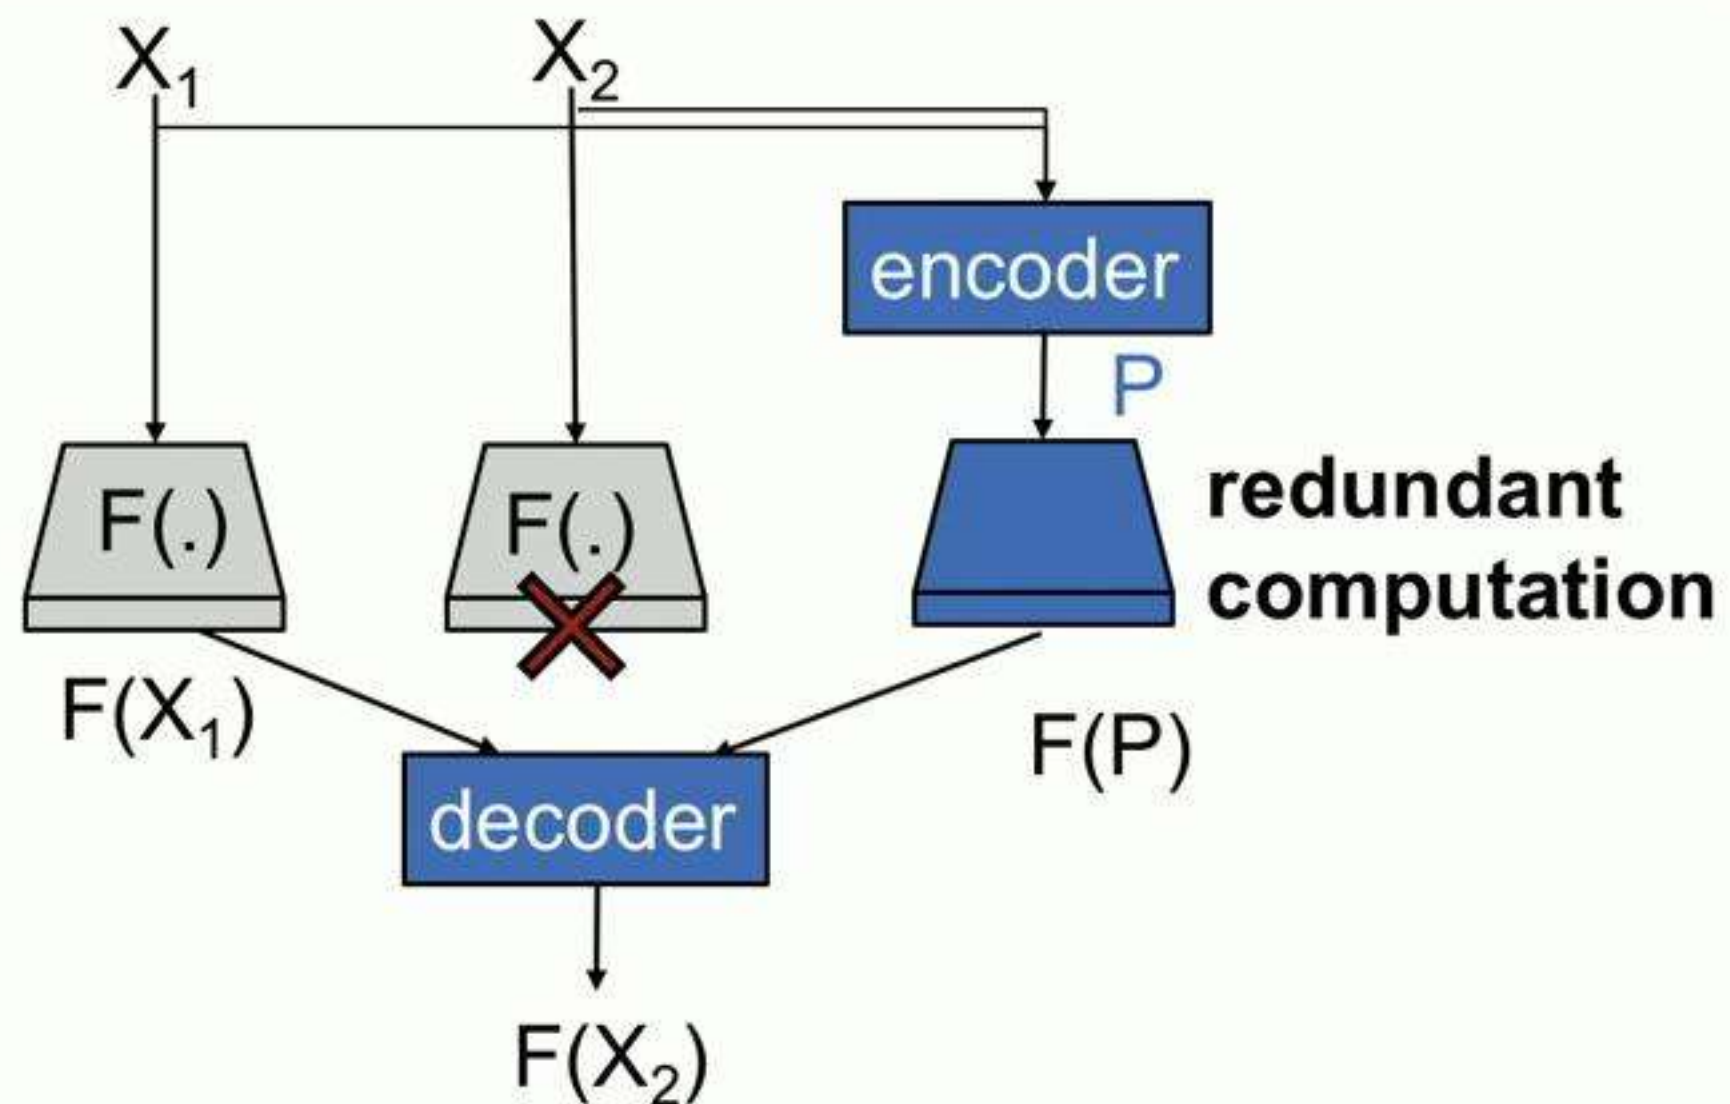 X₁
X₂
encoder
P
F(.)
F(.)
redundant
computation
F(X₁)
F(P)
decoder
F(X₂)